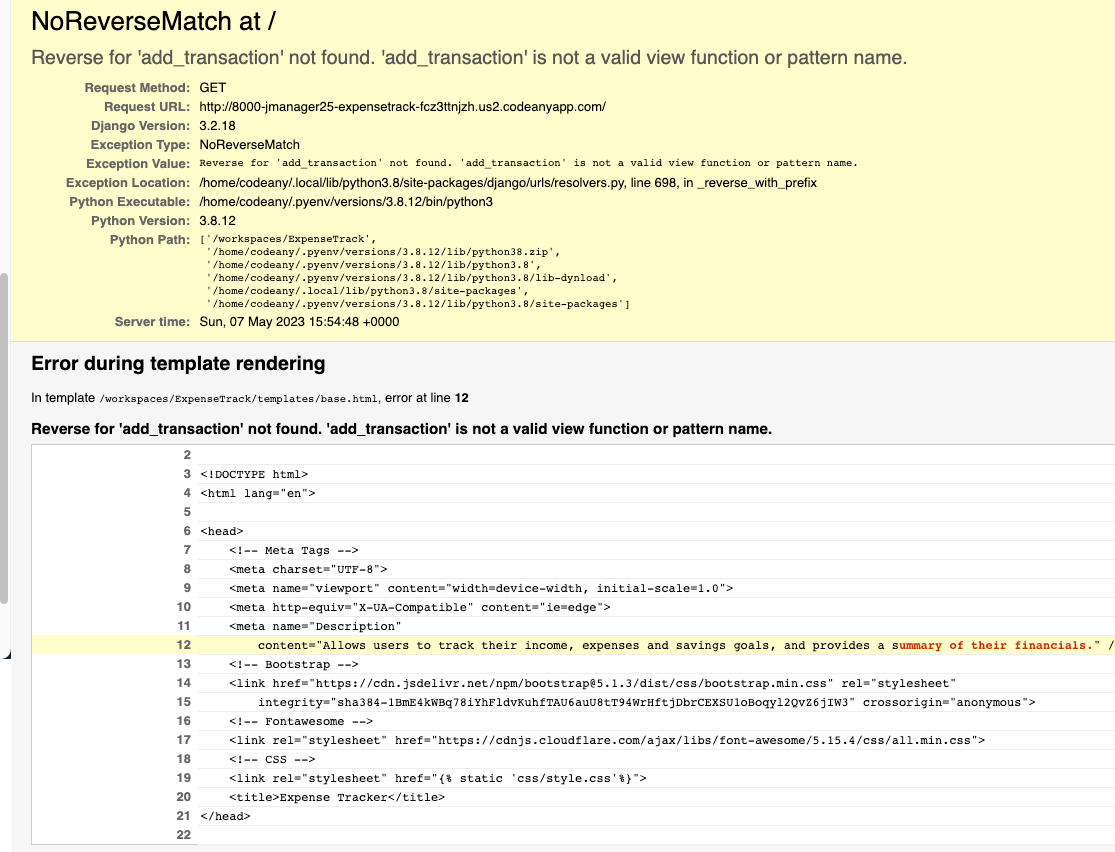 NoReverseMatch at /
Reverse for 'add_transaction' not found. 'add_transaction' is not a valid view function or pattern name.
Request Method: GET
Request URL: http://8000-jmanager25-expensetrack-fcz3ttnjzh.us2.codeanyapp.com/
Django Version: 3.2.18
Exception Type: NoReverseMatch
Exception Value: Reverse for 'add_transaction' not found. 'add_transaction' is not a valid view function or pattern name.
Exception Location: /home/codeany/.local/lib/python3.8/site-packages/django/urls/resolvers.py, line 698, in _reverse_with_prefix
Python Executable: /home/codeany/.pyenv/versions/3.8.12/bin/python3
Python Version: 3.8.12
Python Path: ['/workspaces/ExpenseTrack',
'/home/codeany/.pyenv/versions/3.8.12/lib/python38.zip',
'/home/codeany/.pyenv/versions/3.8.12/lib/python3.8',
'/home/codeany/.pyenv/versions/3.8.12/lib/python3.8/lib-dynload',
'/home/codeany/.local/lib/python3.8/site-packages',
'/home/codeany/.pyenv/versions/3.8.12/lib/python3.8/site-packages']
Server time: Sun, 07 May 2023 15:54:48 +0000
Error during template rendering
In template /workspaces/ExpenseTrack/templates/base.html, error at line 12
Reverse for 'add_transaction' not found. 'add_transaction' is not a valid view function or pattern name.
2
3 <!DOCTYPE html>
4 <html lang="en">
5
6 <head>
7 <!-- Meta Tags -->
8 <meta charset="UTF-8">
9 <meta name="viewport" content="width=device-width, initial-scale=1.0">
10 <meta http-equiv="X-UA-Compatible" content="ie=edge">
11 <meta name="Description"
12 content="Allows users to track their income, expenses and savings goals, and provides a summary of their financials." /
13 <!-- Bootstrap -->
14 <link href="https://cdn.jsdelivr.net/npm/bootstrap@5.1.3/dist/css/bootstrap.min.css" rel="stylesheet"
15 integrity="sha384-1BmE4kWBq78iYhFldvKuhfTAU6auU8tT94WrHftjDbrCEXSU1oBoqyl2QvZ6jIW3" crossorigin="anonymous">
16 <!-- Fontawesome -->
17 <link rel="stylesheet" href="https://cdnjs.cloudflare.com/ajax/libs/font-awesome/5.15.4/css/all.min.css">
18 <!-- CSS -->
19 <link rel="stylesheet" href="{% static 'css/style.css'%}">
20 <title>Expense Tracker</title>
21 </head>
22